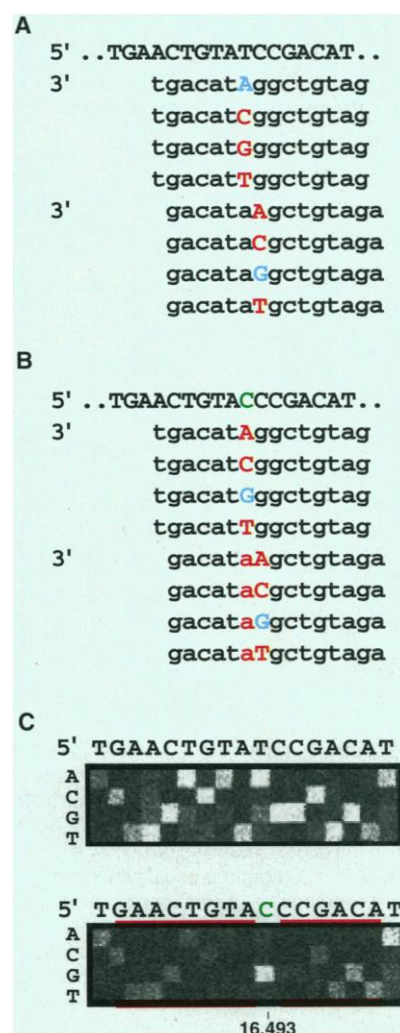 A
5' ..TGAACTGTATCCGACAT..
3' tgacatAggctgtag
tgacatCggctgtag
tgacatGggctgtag
tgacatTggctgtag
3' gacataAgctgtaga
gacataCgctgtaga
gacataGgctgtaga
gacataTgctgtaga
B
5' ..TGAACTGTACCCGACAT..
3' tgacatAggctgtag
tgacatCggctgtag
tgacatGggctgtag
tgacatTggctgtag
3' gacataAgctgtaga
gacataCgctgtaga
gacataGgctgtaga
gacataTgctgtaga
C
5' TGAACTGTATCCGACAT
A
C
G
T
5' TGAACTGTACCCGACAT
A
C
G
T
16,493